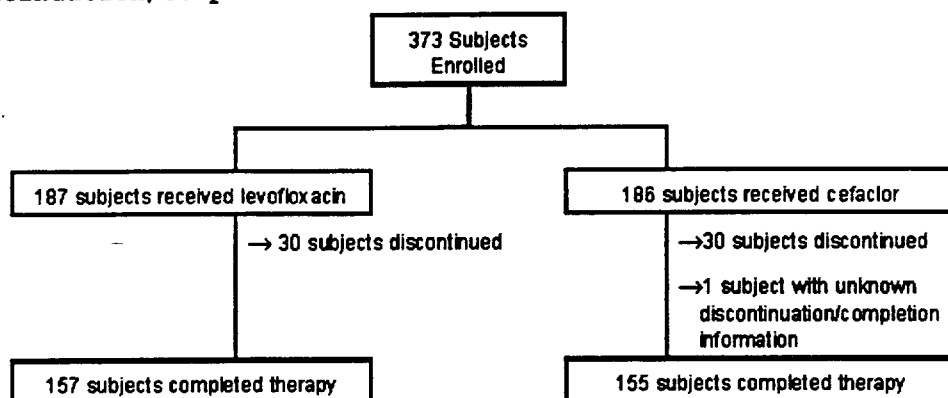 373 Subjects
Enrolled
187 subjects received levofloxacin
186 subjects received cefaclor
→ 30 subjects discontinued
→30 subjects discontinued
→1 subject with unknown
discontinuation/completion
information
157 subjects completed therapy
155 subjects completed therapy